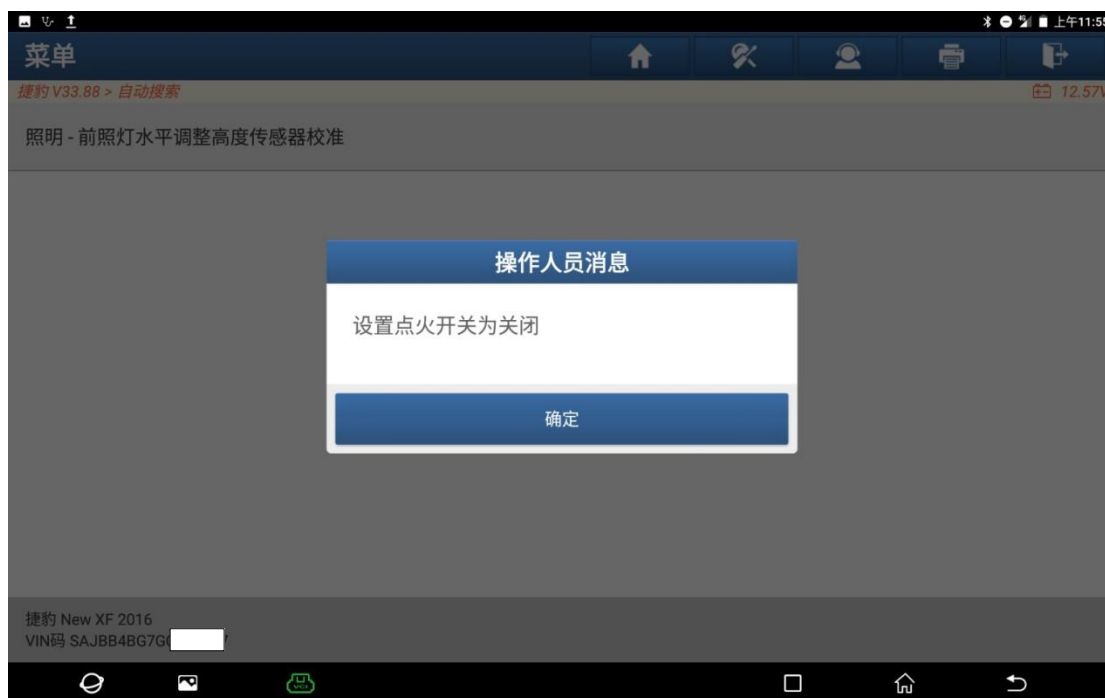 上午11:55
菜单
捷豹 V33.88 > 自动搜索
12.57V
照明 - 前照灯水平调整高度传感器校准
操作人员消息
设置点火开关为关闭
确定
捷豹 New XF 2016
VIN码 SAJBB4BG7G
VCI